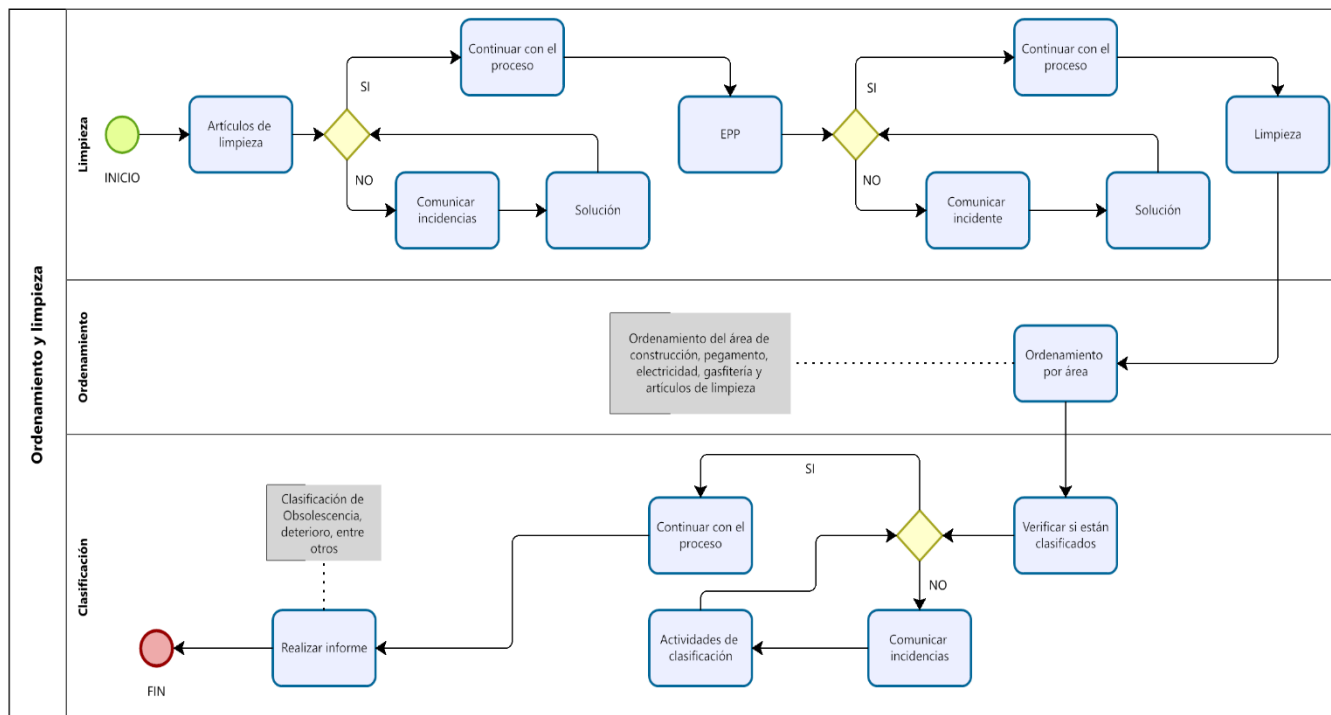 Ordenamiento y limpieza
Limpieza
INICIO
Artículos de
limpieza
SI
NO
Continuar con el
proceso
Comunicar
incidencias
Solución
EPP
SI
NO
Continuar con el
proceso
Comunicar
incidente
Solución
Limpieza
Ordenamiento
Ordenamiento del área de
construcción, pegamento,
electricidad, gasfitería y
artículos de limpieza
Ordenamiento
por área
Clasificación
Verificar si están
clasificados
SI
NO
Continuar con el
proceso
Comunicar
incidencias
Actividades de
clasificación
Clasificación de
Obsolescencia,
deterioro, entre
otros
Realizar informe
FIN